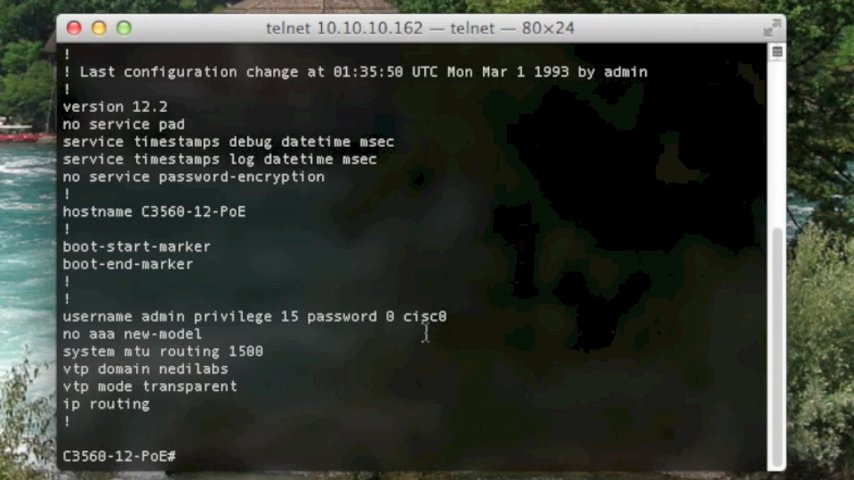 telnet 10.10.10.162 — telnet — 80×24
!
! Last configuration change at 01:35:50 UTC Mon Mar 1 1993 by admin
!
version 12.2
no service pad
service timestamps debug datetime msec
service timestamps log datetime msec
no service password-encryption
!
hostname C3560-12-PoE
!
boot-start-marker
boot-end-marker
!
!
username admin privilege 15 password 0 cisc0
no aaa new-model
system mtu routing 1500
vtp domain nedilabs
vtp mode transparent
ip routing
!
C3560-12-PoE#